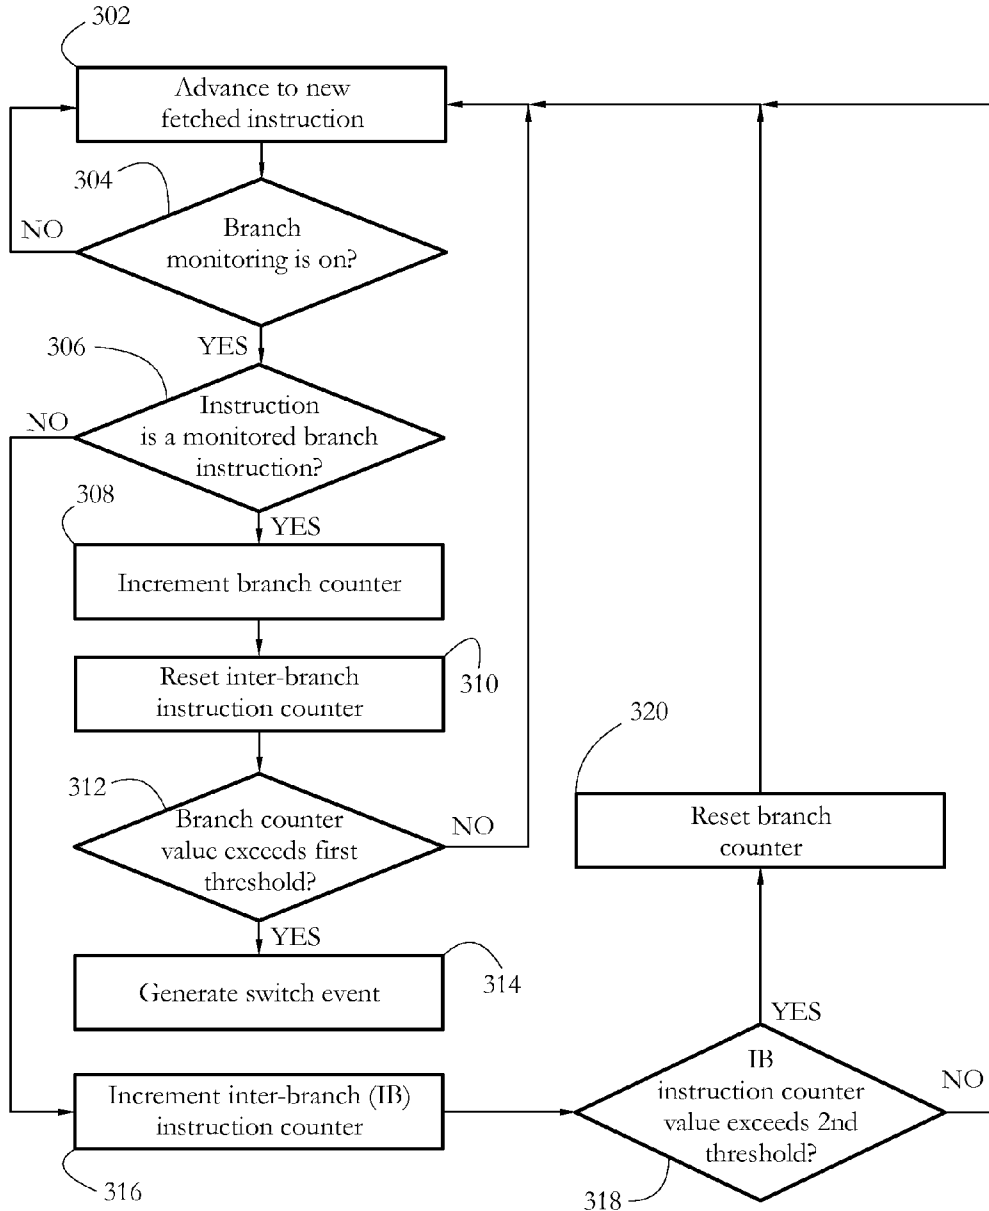 302
Advance to new
fetched instruction
304
NO
Branch
monitoring is on?
YES
306
NO
Instruction
is a monitored branch
instruction?
308
YES
Increment branch counter
Reset inter-branch
instruction counter
310
320
312
Branch counter
value exceeds first
threshold?
NO
Reset branch
counter
YES
Generate switch event
314
YES
Increment inter-branch (IB)
instruction counter
316
IB
instruction counter
value exceeds 2nd
threshold?
NO
318